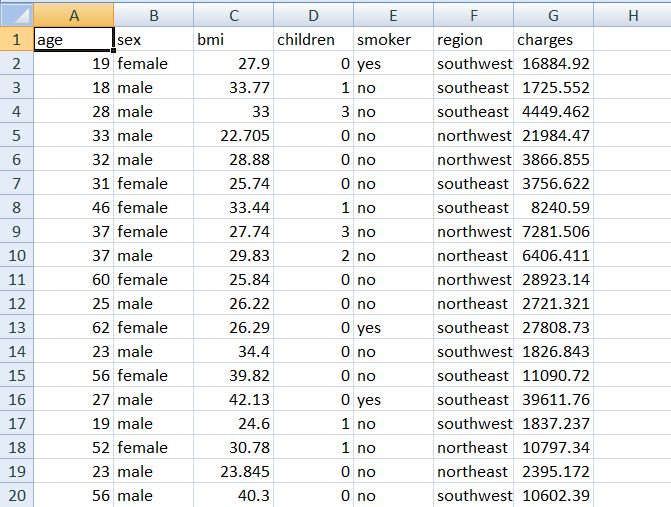 A B C D E F G H
1 age sex bmi children smoker region charges
2 19 female 27.9 0 yes southwest 16884.92
3 18 male 33.77 1 no southeast 1725.552
4 28 male 33 3 no southeast 4449.462
5 33 male 22.705 0 no northwest 21984.47
6 32 male 28.88 0 no northwest 3866.855
7 31 female 25.74 0 no southeast 3756.622
8 46 female 33.44 1 no southeast 8240.59
9 37 female 27.74 3 no northwest 7281.506
10 37 male 29.83 2 no northeast 6406.411
11 60 female 25.84 0 no northwest 28923.14
12 25 male 26.22 0 no northeast 2721.321
13 62 female 26.29 0 yes southeast 27808.73
14 23 male 34.4 0 no southwest 1826.843
15 56 female 39.82 0 no southeast 11090.72
16 27 male 42.13 0 yes southeast 39611.76
17 19 male 24.6 1 no southwest 1837.237
18 52 female 30.78 1 no northeast 10797.34
19 23 male 23.845 0 no northeast 2395.172
20 56 male 40.3 0 no southwest 10602.39